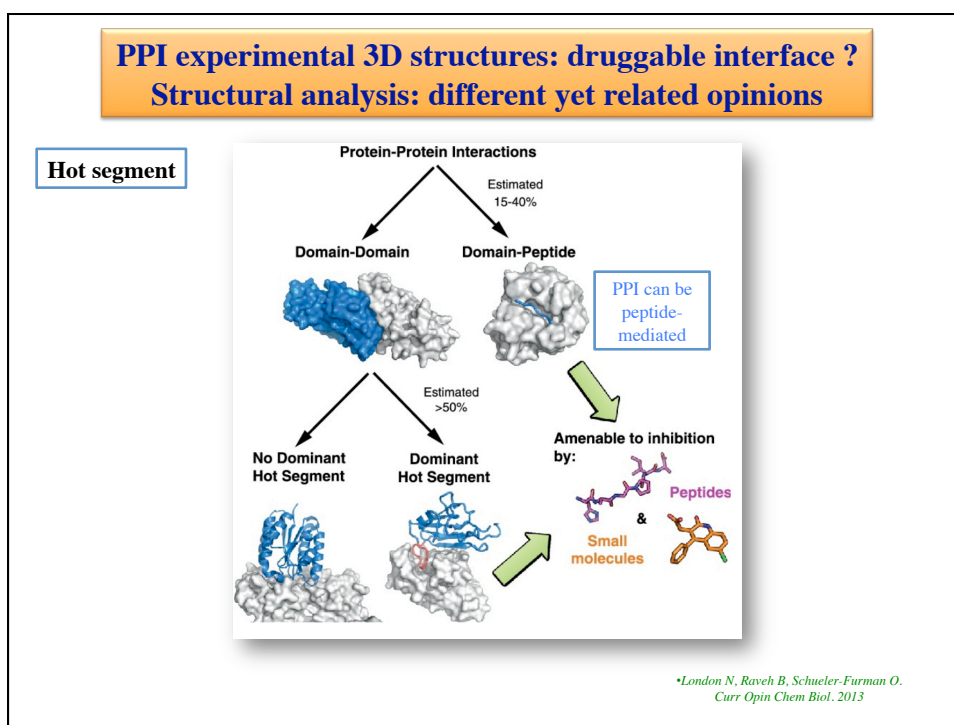 PPI experimental 3D structures: druggable interface ?
Structural analysis: different yet related opinions
Hot segment
Protein-Protein Interactions
Estimated
15-40%
Domain-Domain
Domain-Peptide
PPI can be
peptide-
mediated
Estimated
>50%
No Dominant
Hot Segment
Dominant
Hot Segment
Amenable to inhibition
by:
Peptides
&
Small
molecules
•London N, Raveh B, Schueler-Furman O.
Curr Opin Chem Biol. 2013